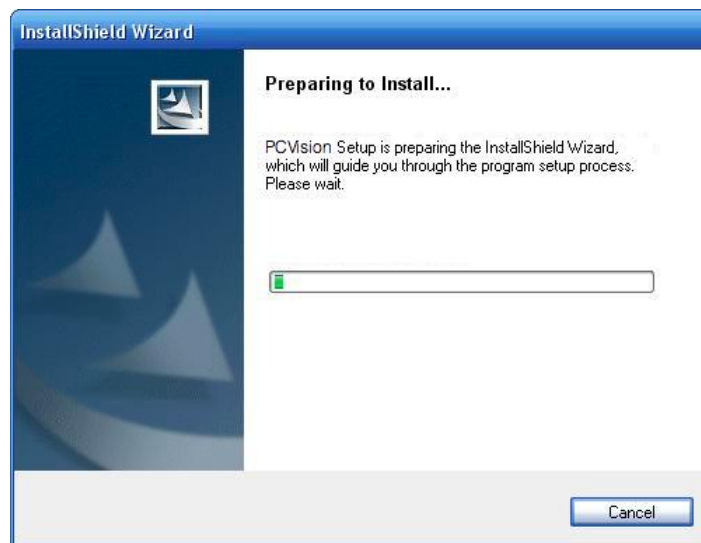 InstallShield Wizard
Preparing to Install...
PCVision Setup is preparing the InstallShield Wizard,
which will guide you through the program setup process.
Please wait.
Cancel